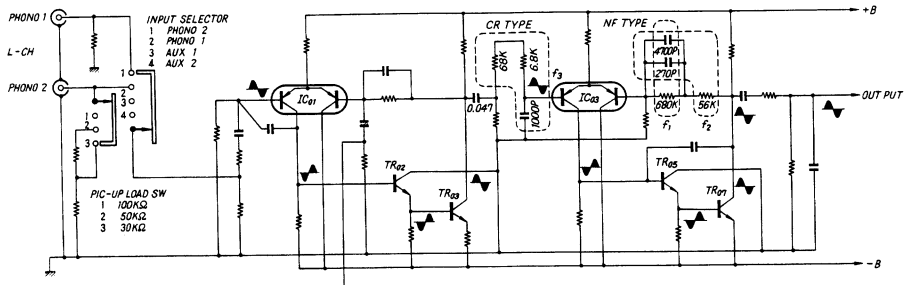 PHONO 1
L-CH
PHONO 2
INPUT SELECTOR
1 PHONO 2
2 PHONO 1
3 AUX 1
4 AUX 2
1
2
3
4
1
2
3
PIC-UP LOAD SW
1 100KΩ
2 50KΩ
3 30KΩ
IC01
TR02
TR03
0.047
CR TYPE
68K
6.8K
f3
1000P
IC03
NF TYPE
4700P
1270P
680K
56K
f1
f2
TR05
TR07
+B
OUT PUT
-B